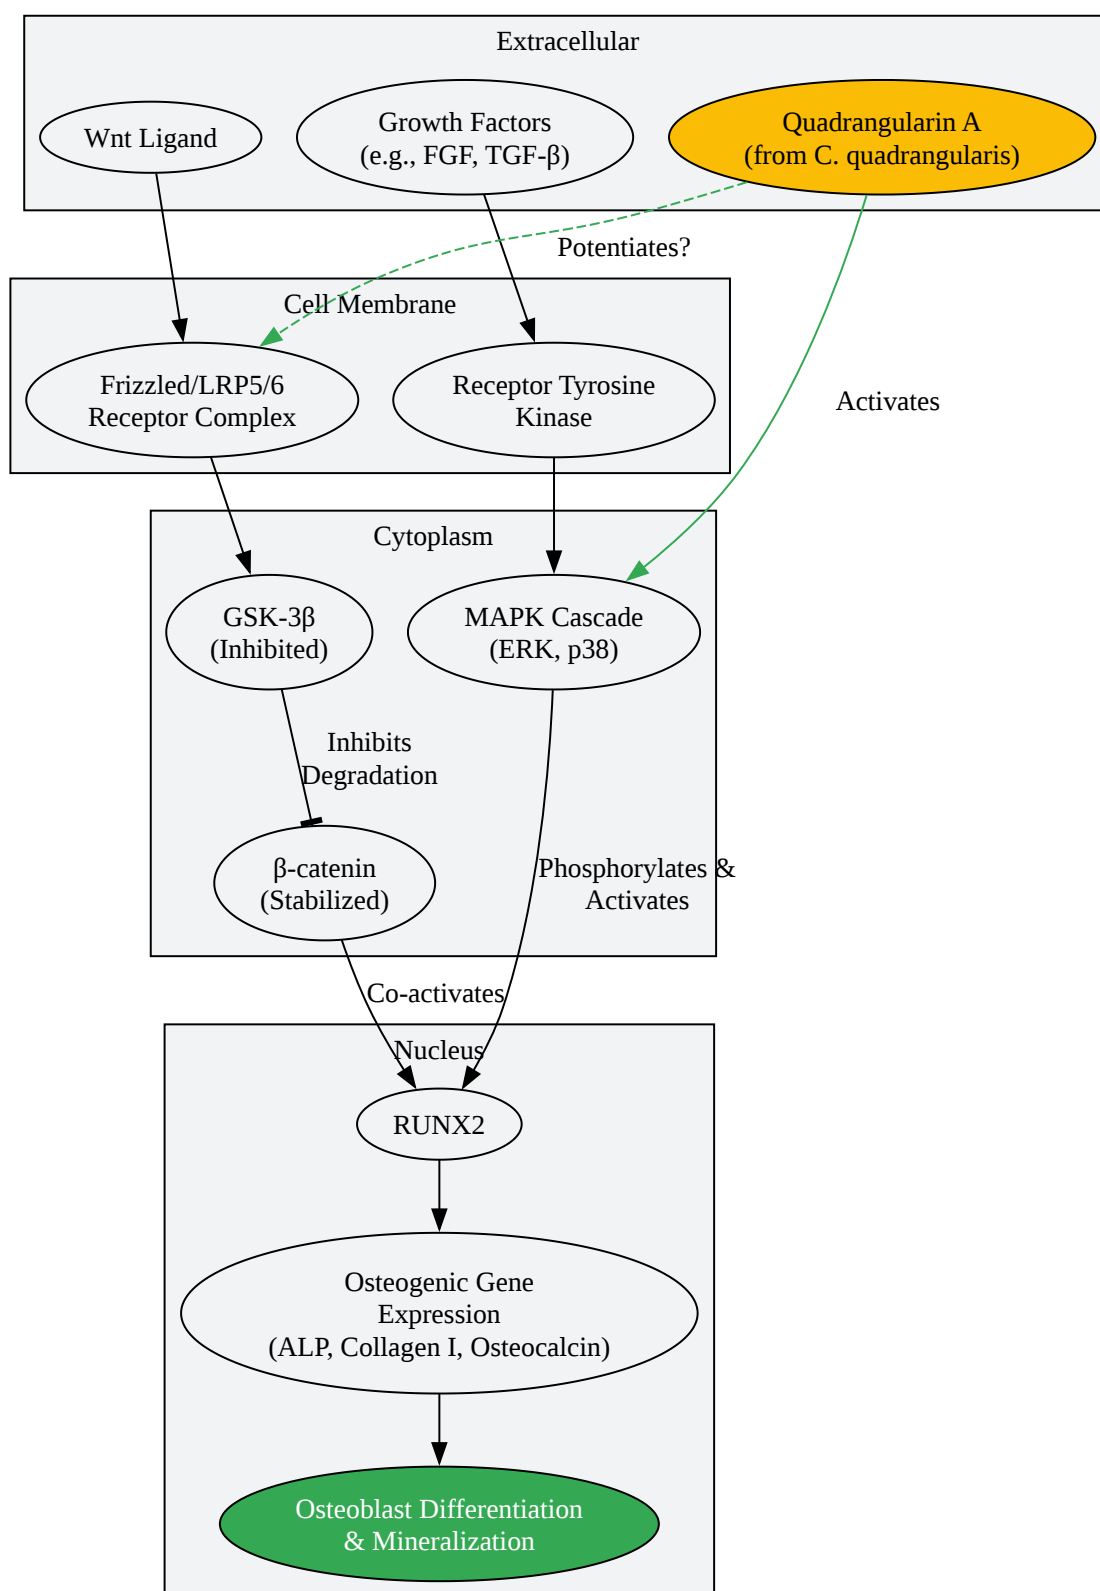 Extracellular
Wnt Ligand
Growth Factors
(e.g., FGF, TGF-β)
Quadrangularin A
(from C. quadrangularis)
Potentiates?
Cell Membrane
Frizzled/LRP5/6
Receptor Complex
Receptor Tyrosine
Kinase
Activates
Cytoplasm
GSK-3β
(Inhibited)
MAPK Cascade
(ERK, p38)
Inhibits
Degradation
β-catenin
(Stabilized)
Phosphorylates &
Activates
Co-activates
Nucleus
RUNX2
Osteogenic Gene
Expression
(ALP, Collagen I, Osteocalcin)
Osteoblast Differentiation
& Mineralization